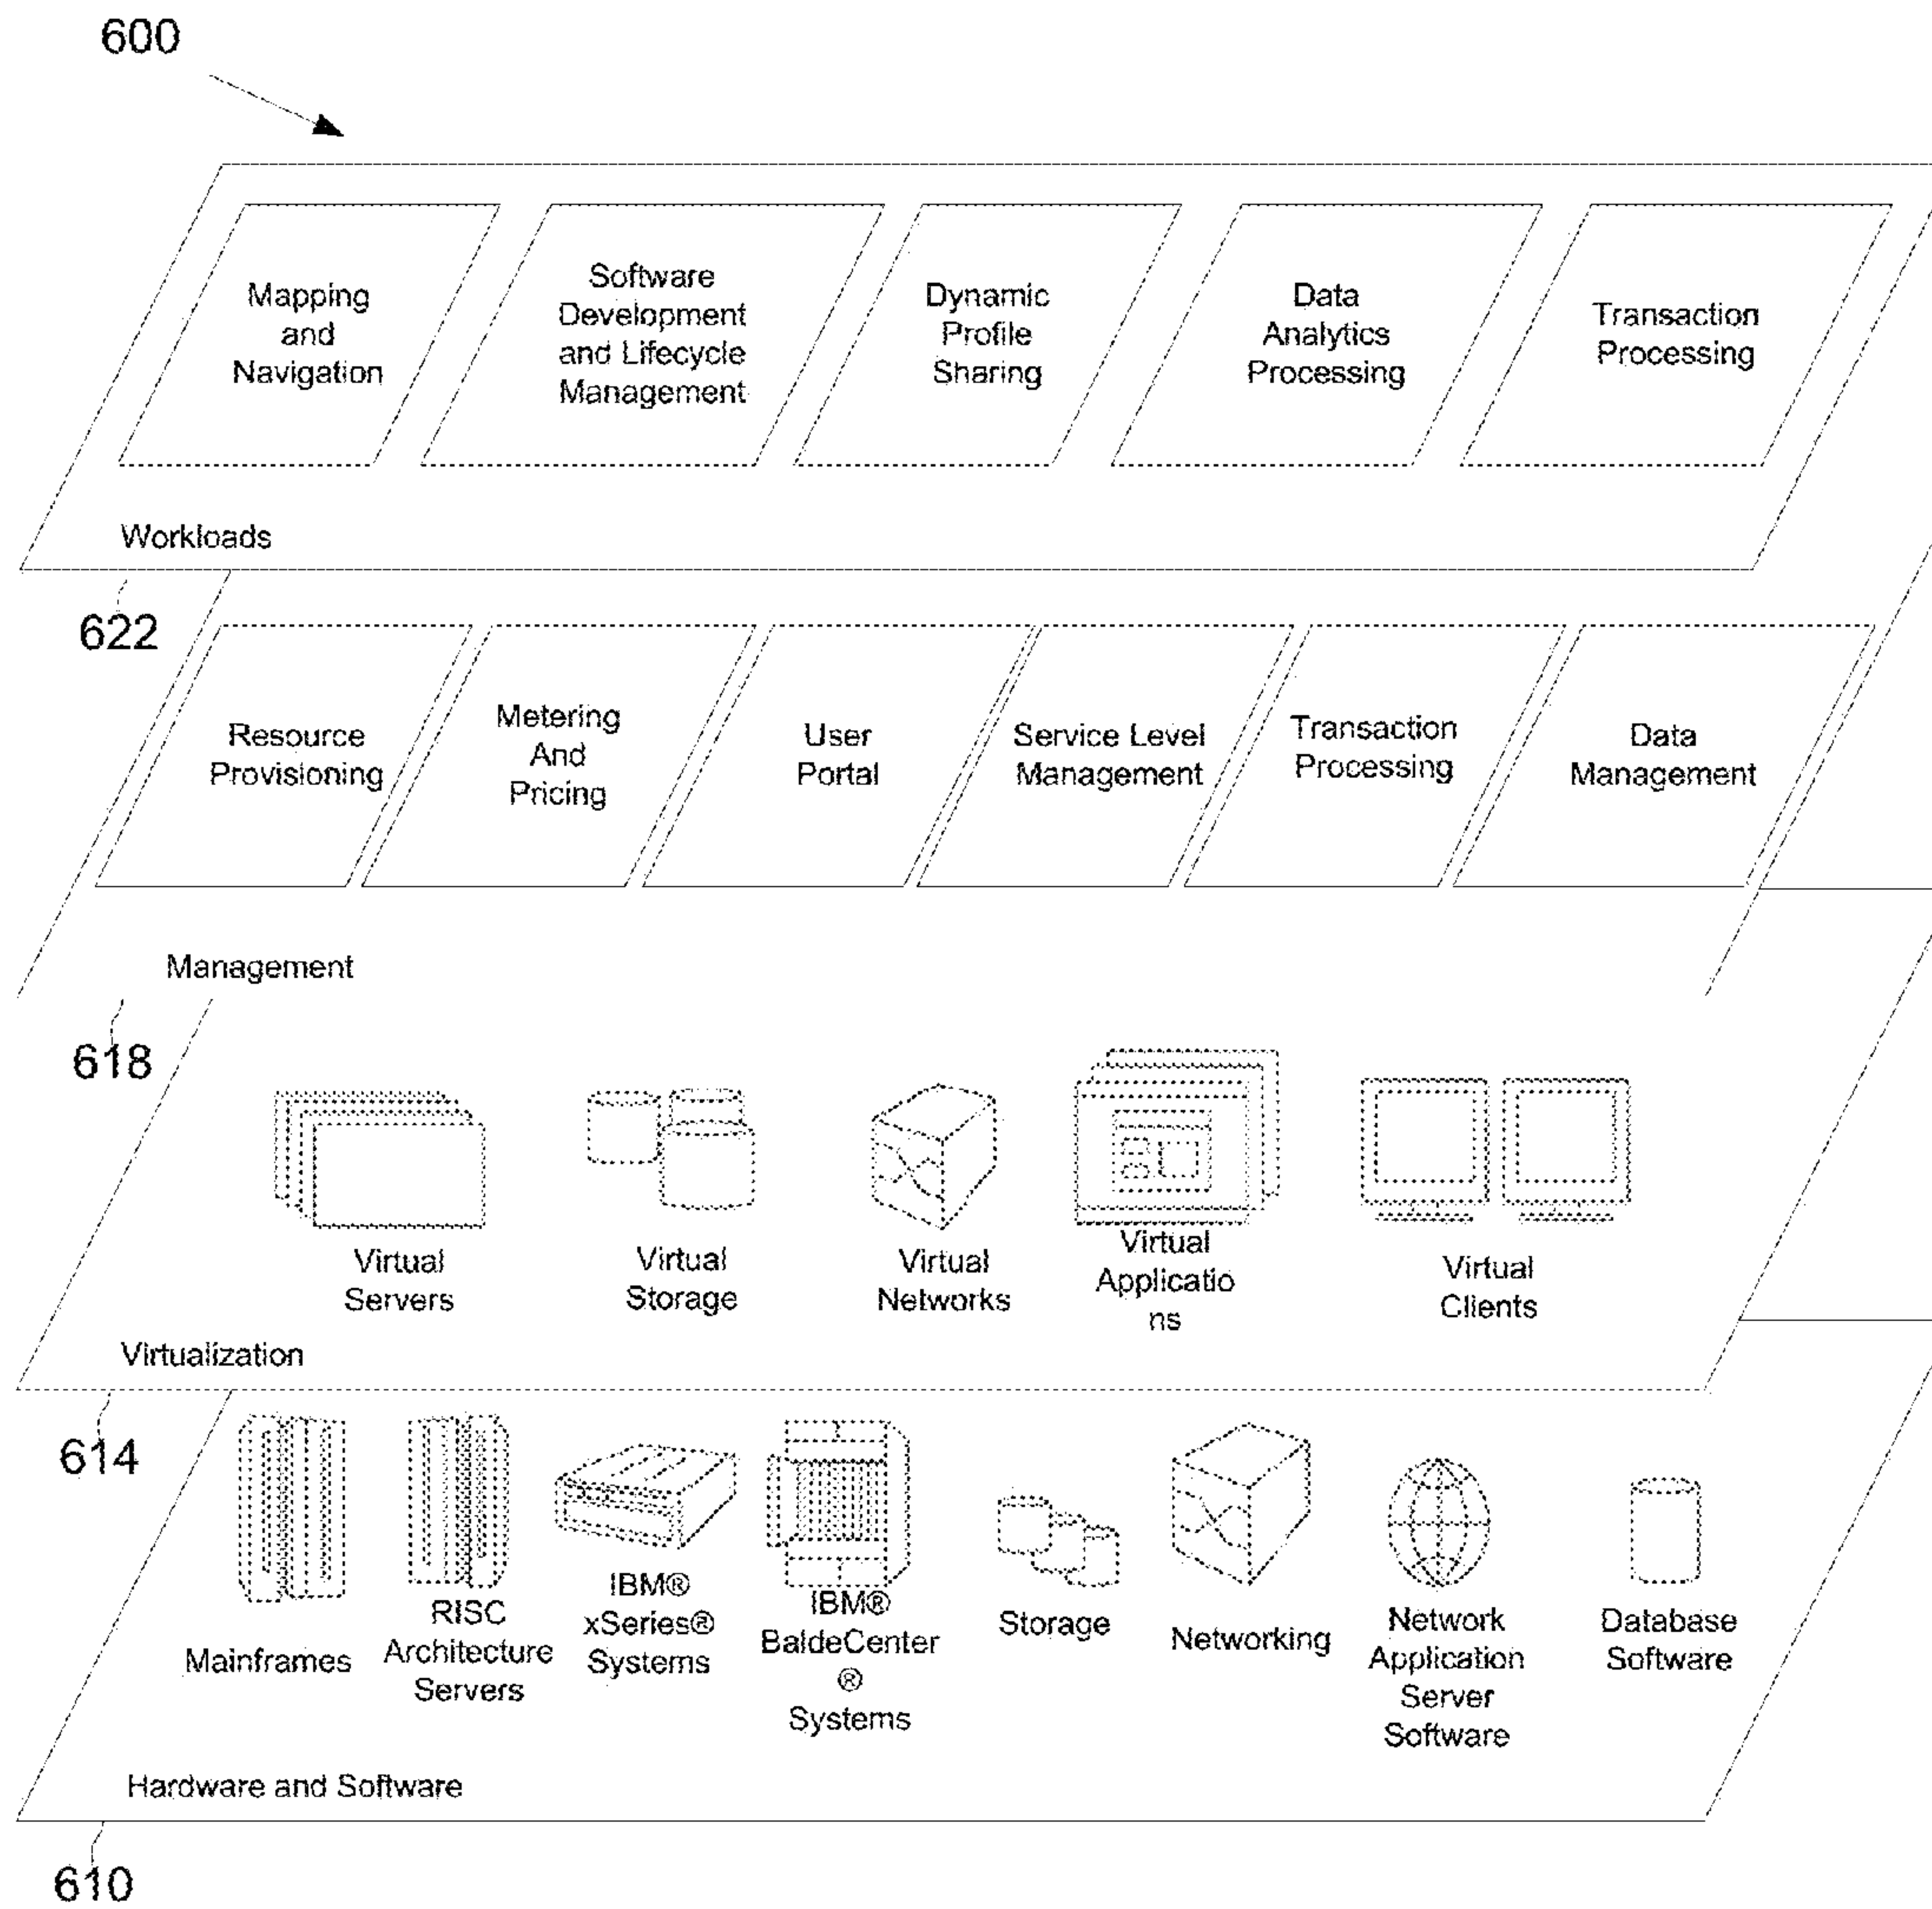 600
Mapping
and
Navigation
Software
Development
and Lifecycle
Management
Dynamic
Profile
Sharing
Data
Analytics
Processing
Transaction
Processing
Workloads
622
Resource
Provisioning
Metering
And
Pricing
User
Portal
Service Level
Management
Transaction
Processing
Data
Management
Management
618
Virtual
Servers
Virtual
Storage
Virtual
Networks
Virtual
Applicatio
ns
Virtual
Clients
Virtualization
614
Mainframes
RISC
Architecture
Servers
IBM®
xSeries®
Systems
IBM®
BaldeCenter
®
Systems
Storage
Networking
Network
Application
Server
Software
Database
Software
Hardware and Software
610